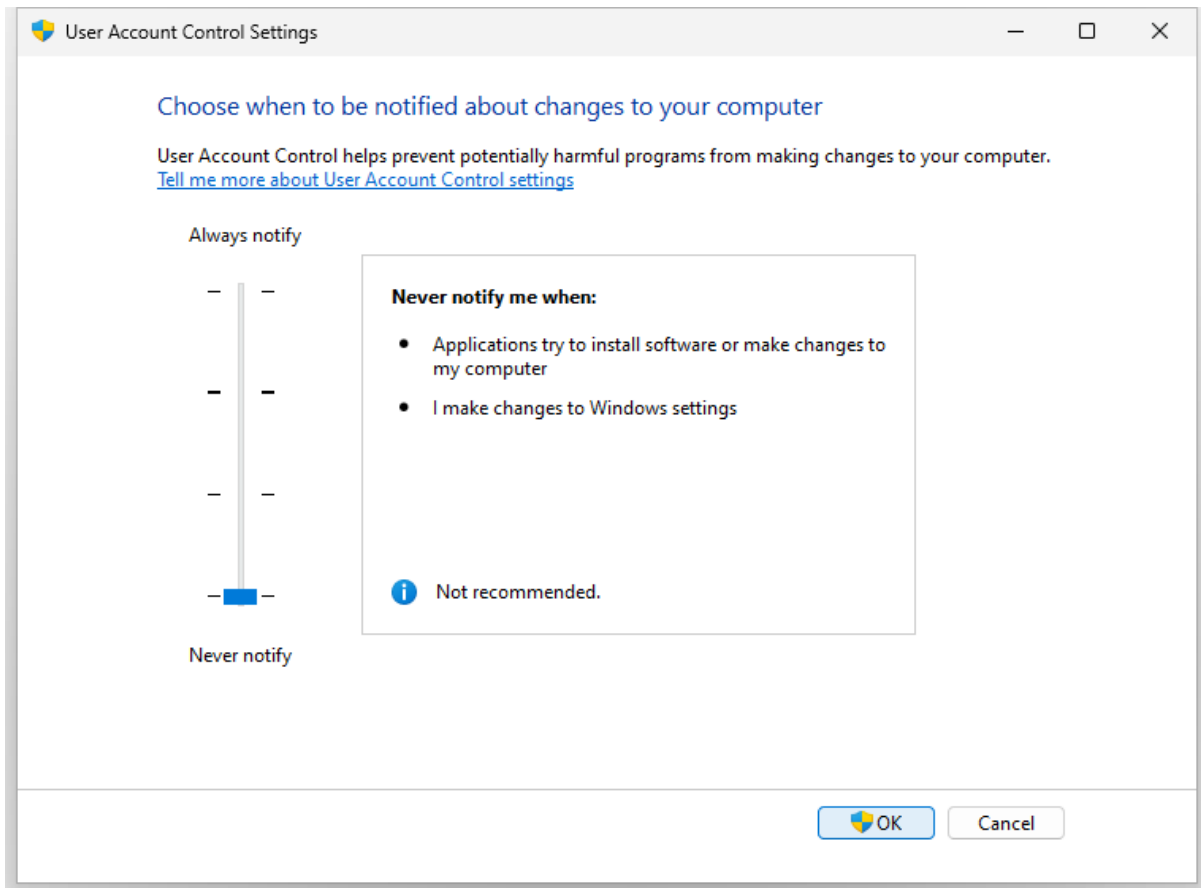 User Account Control Settings
Choose when to be notified about changes to your computer
User Account Control helps prevent potentially harmful programs from making changes to your computer.
Tell me more about User Account Control settings
Always notify
Never notify me when:
Applications try to install software or make changes to
my computer
I make changes to Windows settings
Not recommended.
Never notify
OK
Cancel